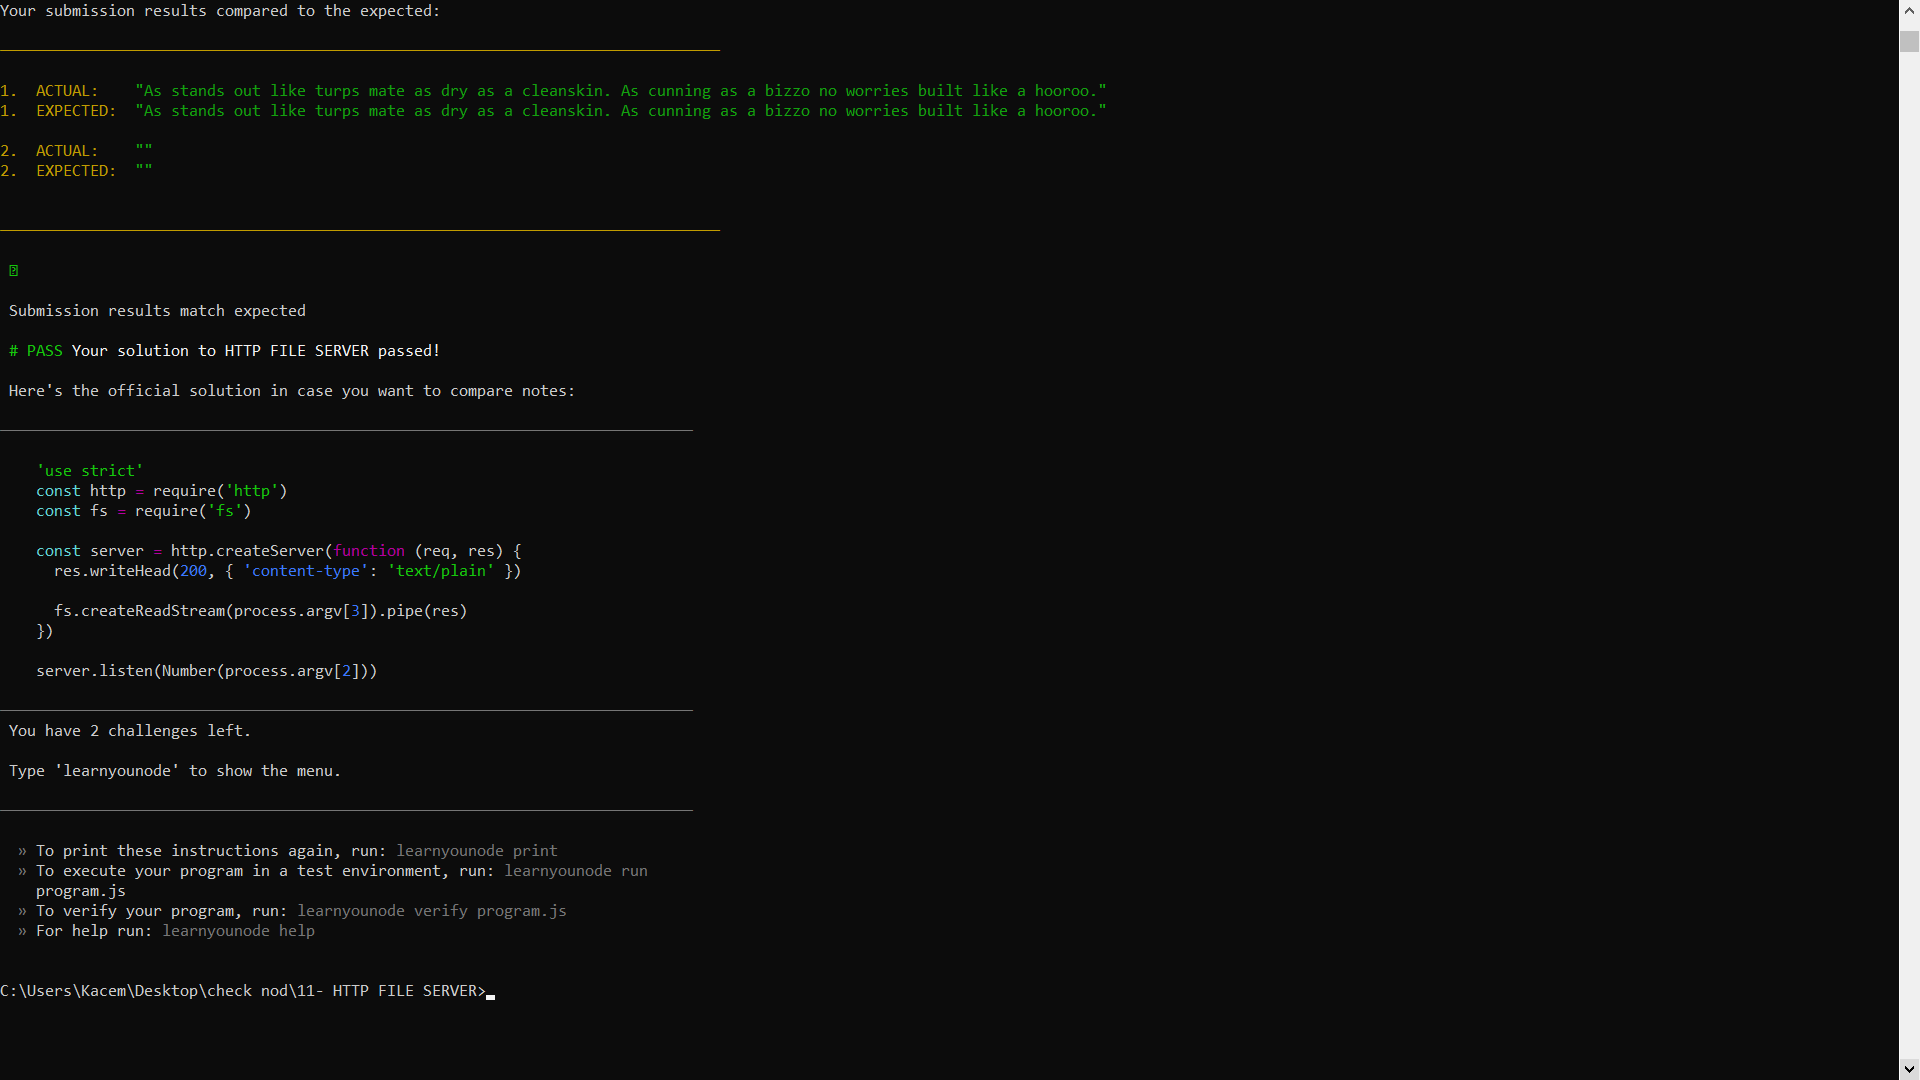 Your submission results compared to the expected:
1.  ACTUAL:    "As stands out like turps mate as dry as a cleanskin. As cunning as a bizzo no worries built like a hooroo."
1.  EXPECTED:  "As stands out like turps mate as dry as a cleanskin. As cunning as a bizzo no worries built like a hooroo."
2.  ACTUAL:    ""
2.  EXPECTED:  ""
Submission results match expected
# PASS Your solution to HTTP FILE SERVER passed!
Here's the official solution in case you want to compare notes:
'use strict'
const http = require('http')
const fs = require('fs')
const server = http.createServer(function (req, res) {
res.writeHead(200, { 'content-type': 'text/plain' })
fs.createReadStream(process.argv[3]).pipe(res)
})
server.listen(Number(process.argv[2]))
You have 2 challenges left.
Type 'learnyounode' to show the menu.
» To print these instructions again, run: learnyounode print
» To execute your program in a test environment, run: learnyounode run
program.js
» To verify your program, run: learnyounode verify program.js
» For help run: learnyounode help
C:\Users\Kacem\Desktop\check nod\11- HTTP FILE SERVER>